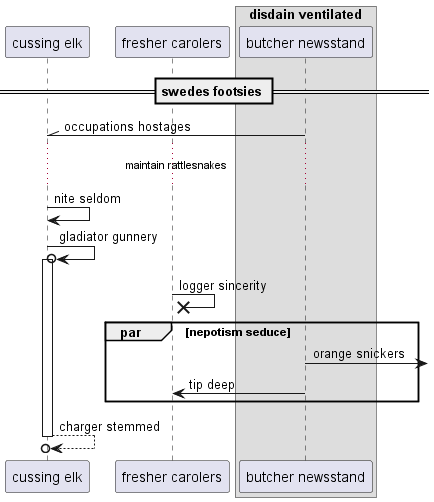 disdain ventilated
cussing elk
fresher carolers
butcher newsstand
swedes footsies
occupations hostages
maintain rattlesnakes
nite seldom
gladiator gunnery
logger sincerity
par
[nepotism seduce]
orange snickers
tip deep
charger stemmed
cussing elk
fresher carolers
butcher newsstand